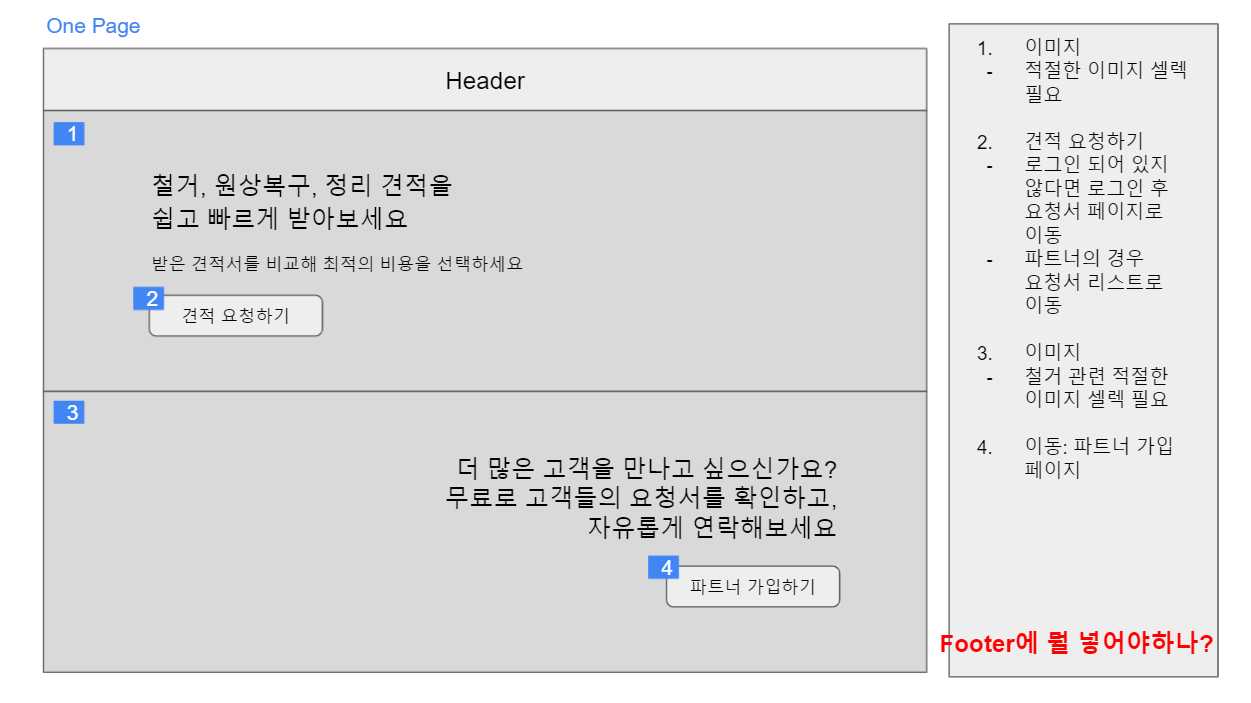 One Page
Header
1
철거, 원상복구, 정리 견적을
쉽고 빠르게 받아보세요
받은 견적서를 비교해 최적의 비용을 선택하세요
2
견적 요청하기
3
더 많은 고객을 만나고 싶으신가요?
무료로 고객들의 요청서를 확인하고,
자유롭게 연락해보세요
4
파트너 가입하기
1. 이미지
- 적절한 이미지 셀렉
필요
2. 견적 요청하기
- 로그인 되어 있지
않다면 로그인 후
요청서 페이지로
이동
- 파트너의 경우
요청서 리스트로
이동
3. 이미지
- 철거 관련 적절한
이미지 셀렉 필요
4. 이동: 파트너 가입
페이지
Footer에 뭘 넣어야하나?